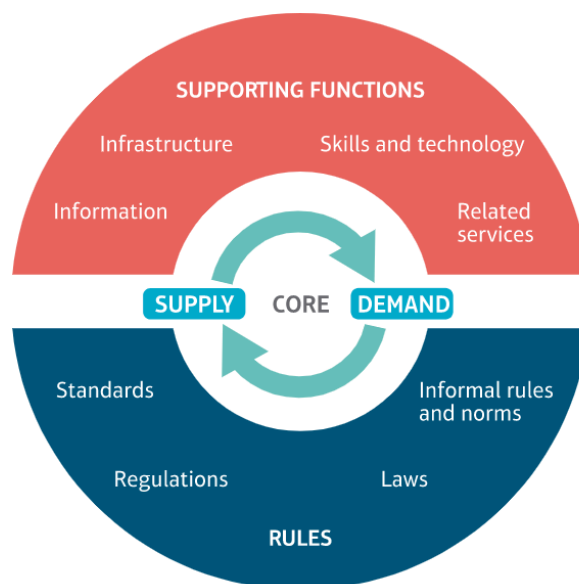 SUPPORTING FUNCTIONS
Infrastructure
Skills and technology
Information
Related
services
SUPPLY
CORE
DEMAND
Standards
Informal rules
and norms
Regulations
Laws
RULES